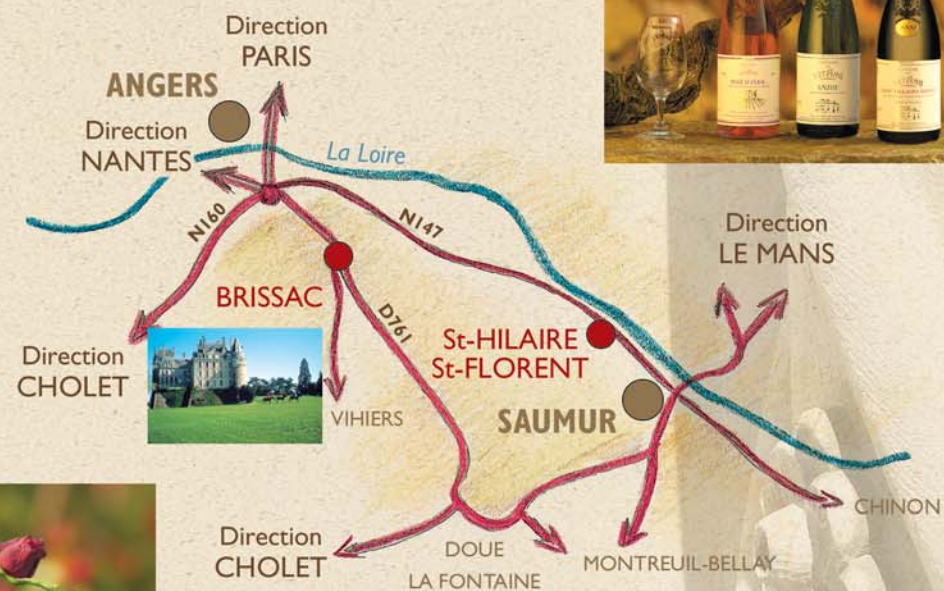 Direction
PARIS
ANGERS
Direction
NANTES
La Loire
N160
N147
Direction
LE MANS
BRISSAC
D761
St-HILAIRE
St-FLORENT
Direction
CHOLET
VIHIERS
SAUMUR
CHINON
Direction
CHOLET
DOUE
LA FONTAINE
MONTREUIL-BELLAY